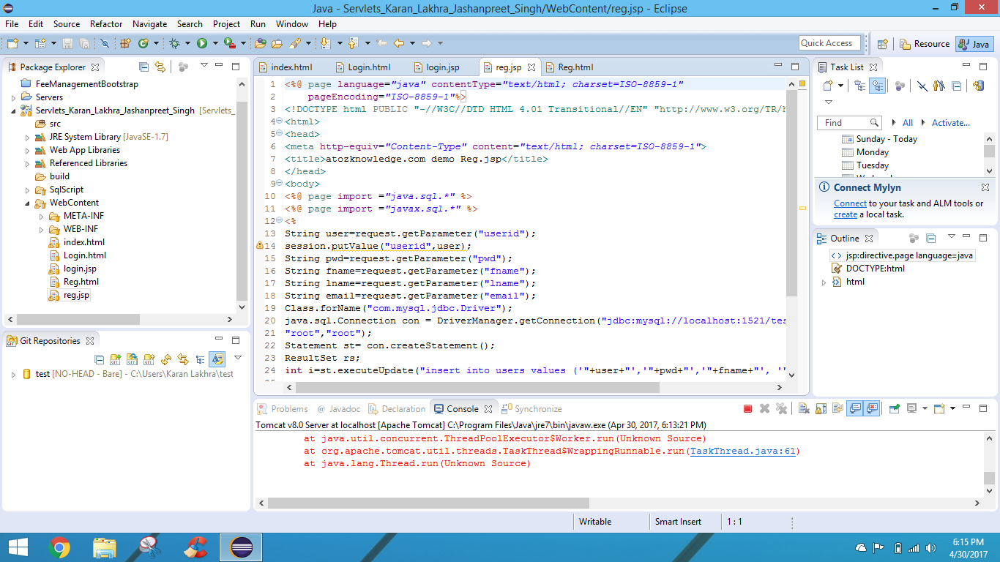 Java - Servlets_Karan_Lakhra_Jashanpreet_Singh/WebContent/reg.jsp - Eclipse
File Edit Source Refactor Navigate Search Project Run Window Help
Quick Access
Resource
Java
Package Explorer
FeeManagementBootstrap
Servers
Servlets_Karan_Lakhra_Jashanpreet_Singh [Servlets_
src
JRE System Library [JavaSE-1.7]
Web App Libraries
Referenced Libraries
build
SqlScript
WebContent
META-INF
WEB-INF
index.html
Login.html
login.jsp
Reg.html
reg.jsp
Git Repositories
test [NO-HEAD - Bare] - C:\Users\Karan Lakhra\test
index.html Login.html login.jsp reg.jsp Reg.html
1 <%@ page language="java" contentType="text/html; charset=ISO-8859-1"
2 pageEncoding="ISO-8859-1"%>
3 <!DOCTYPE html PUBLIC "-//W3C//DTD HTML 4.01 Transitional//EN" "http://www.w3.org/TR/h
4 <html>
5 <head>
6 <meta http-equiv="Content-Type" content="text/html; charset=ISO-8859-1">
7 <title>atozknowledge.com demo Reg.jsp</title>
8 </head>
9 <body>
10 <%@ page import ="java.sql.*" %>
11 <%@ page import ="javax.sql.*" %>
12 <%
13 String user=request.getParameter("userid");
14 session.putValue("userid",user);
15 String pwd=request.getParameter("pwd");
16 String fname=request.getParameter("fname");
17 String lname=request.getParameter("lname");
18 String email=request.getParameter("email");
19 Class.forName("com.mysql.jdbc.Driver");
20 java.sql.Connection con = DriverManager.getConnection("jdbc:mysql://localhost:1521/tes
21 "root","root");
22 Statement st= con.createStatement();
23 ResultSet rs;
24 int i=st.executeUpdate("insert into users values ('"+user+"','"+pwd+"','"+fname+"', '"
Task List
Find
All
Activate...
Sunday - Today
Monday
Tuesday
Connect Mylyn
Connect to your task and ALM tools or
create a local task.
Outline
jsp:directive.page language=java
DOCTYPE:html
html
Problems Javadoc Declaration Console Synchronize
Tomcat v8.0 Server at localhost [Apache Tomcat] C:\Program Files\Java\jre7\bin\javaw.exe (Apr 30, 2017, 6:13:21 PM)
at java.util.concurrent.ThreadPoolExecutor$Worker.run(Unknown Source)
at org.apache.tomcat.util.threads.TaskThread$WrappingRunnable.run(TaskThread.java:61)
at java.lang.Thread.run(Unknown Source)
Writable Smart Insert 1 : 1
6:15 PM
4/30/2017